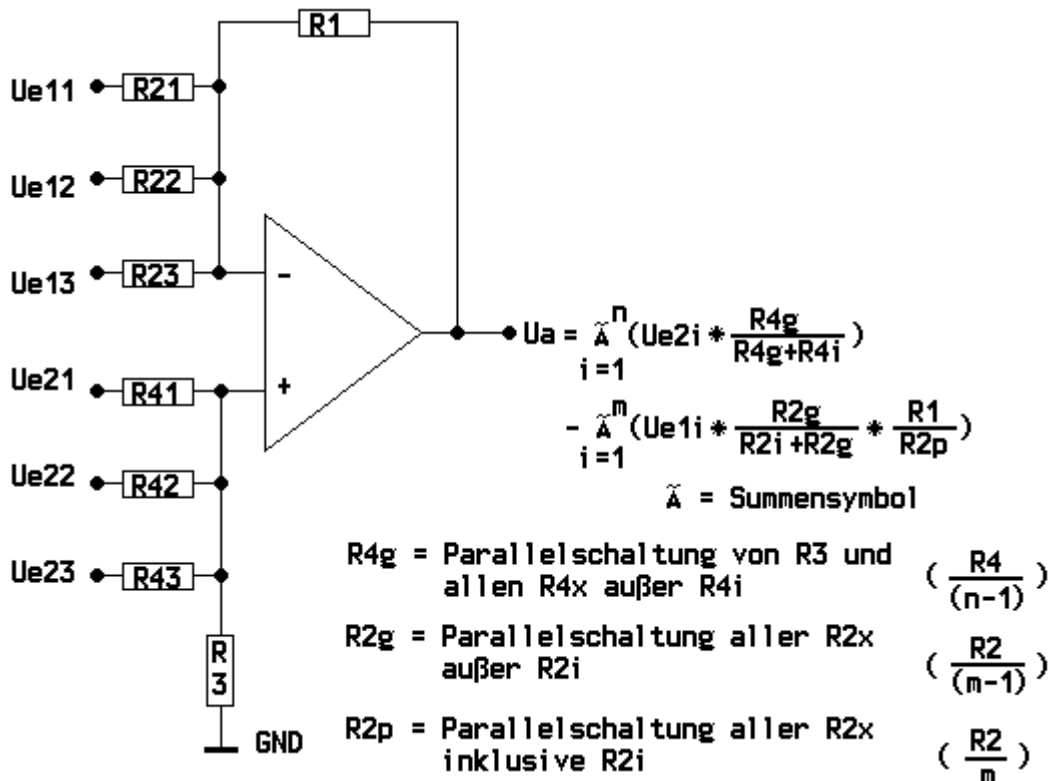 R1
Ue11 R21
Ue12 R22
Ue13 R23
-
Ua = Ã n i=1 (Ue2i * R4g / R4g+R4i )
Ue21 R41
+
- Ã m i=1 (Ue1i * R2g / R2i+R2g * R1 / R2p )
Ue22 R42
Ã = Summensymbol
Ue23 R43
R4g = Parallelschaltung von R3 und
allen R4x außer R4i ( R4 / (n-1) )
R3
R2g = Parallelschaltung aller R2x
außer R2i ( R2 / (m-1) )
GND
R2p = Parallelschaltung aller R2x
inklusive R2i ( R2 / m )